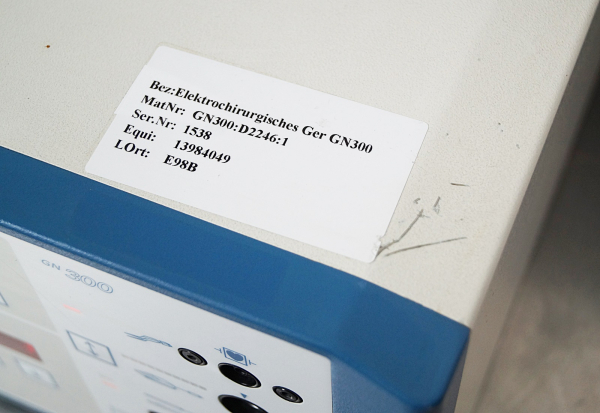 Bez:Elektrochirurgisches Ger GN300
MatNr: GN300:D2246:1
Ser.Nr: 1538
Equi: 13984049
LOrt: E98B
GN 300